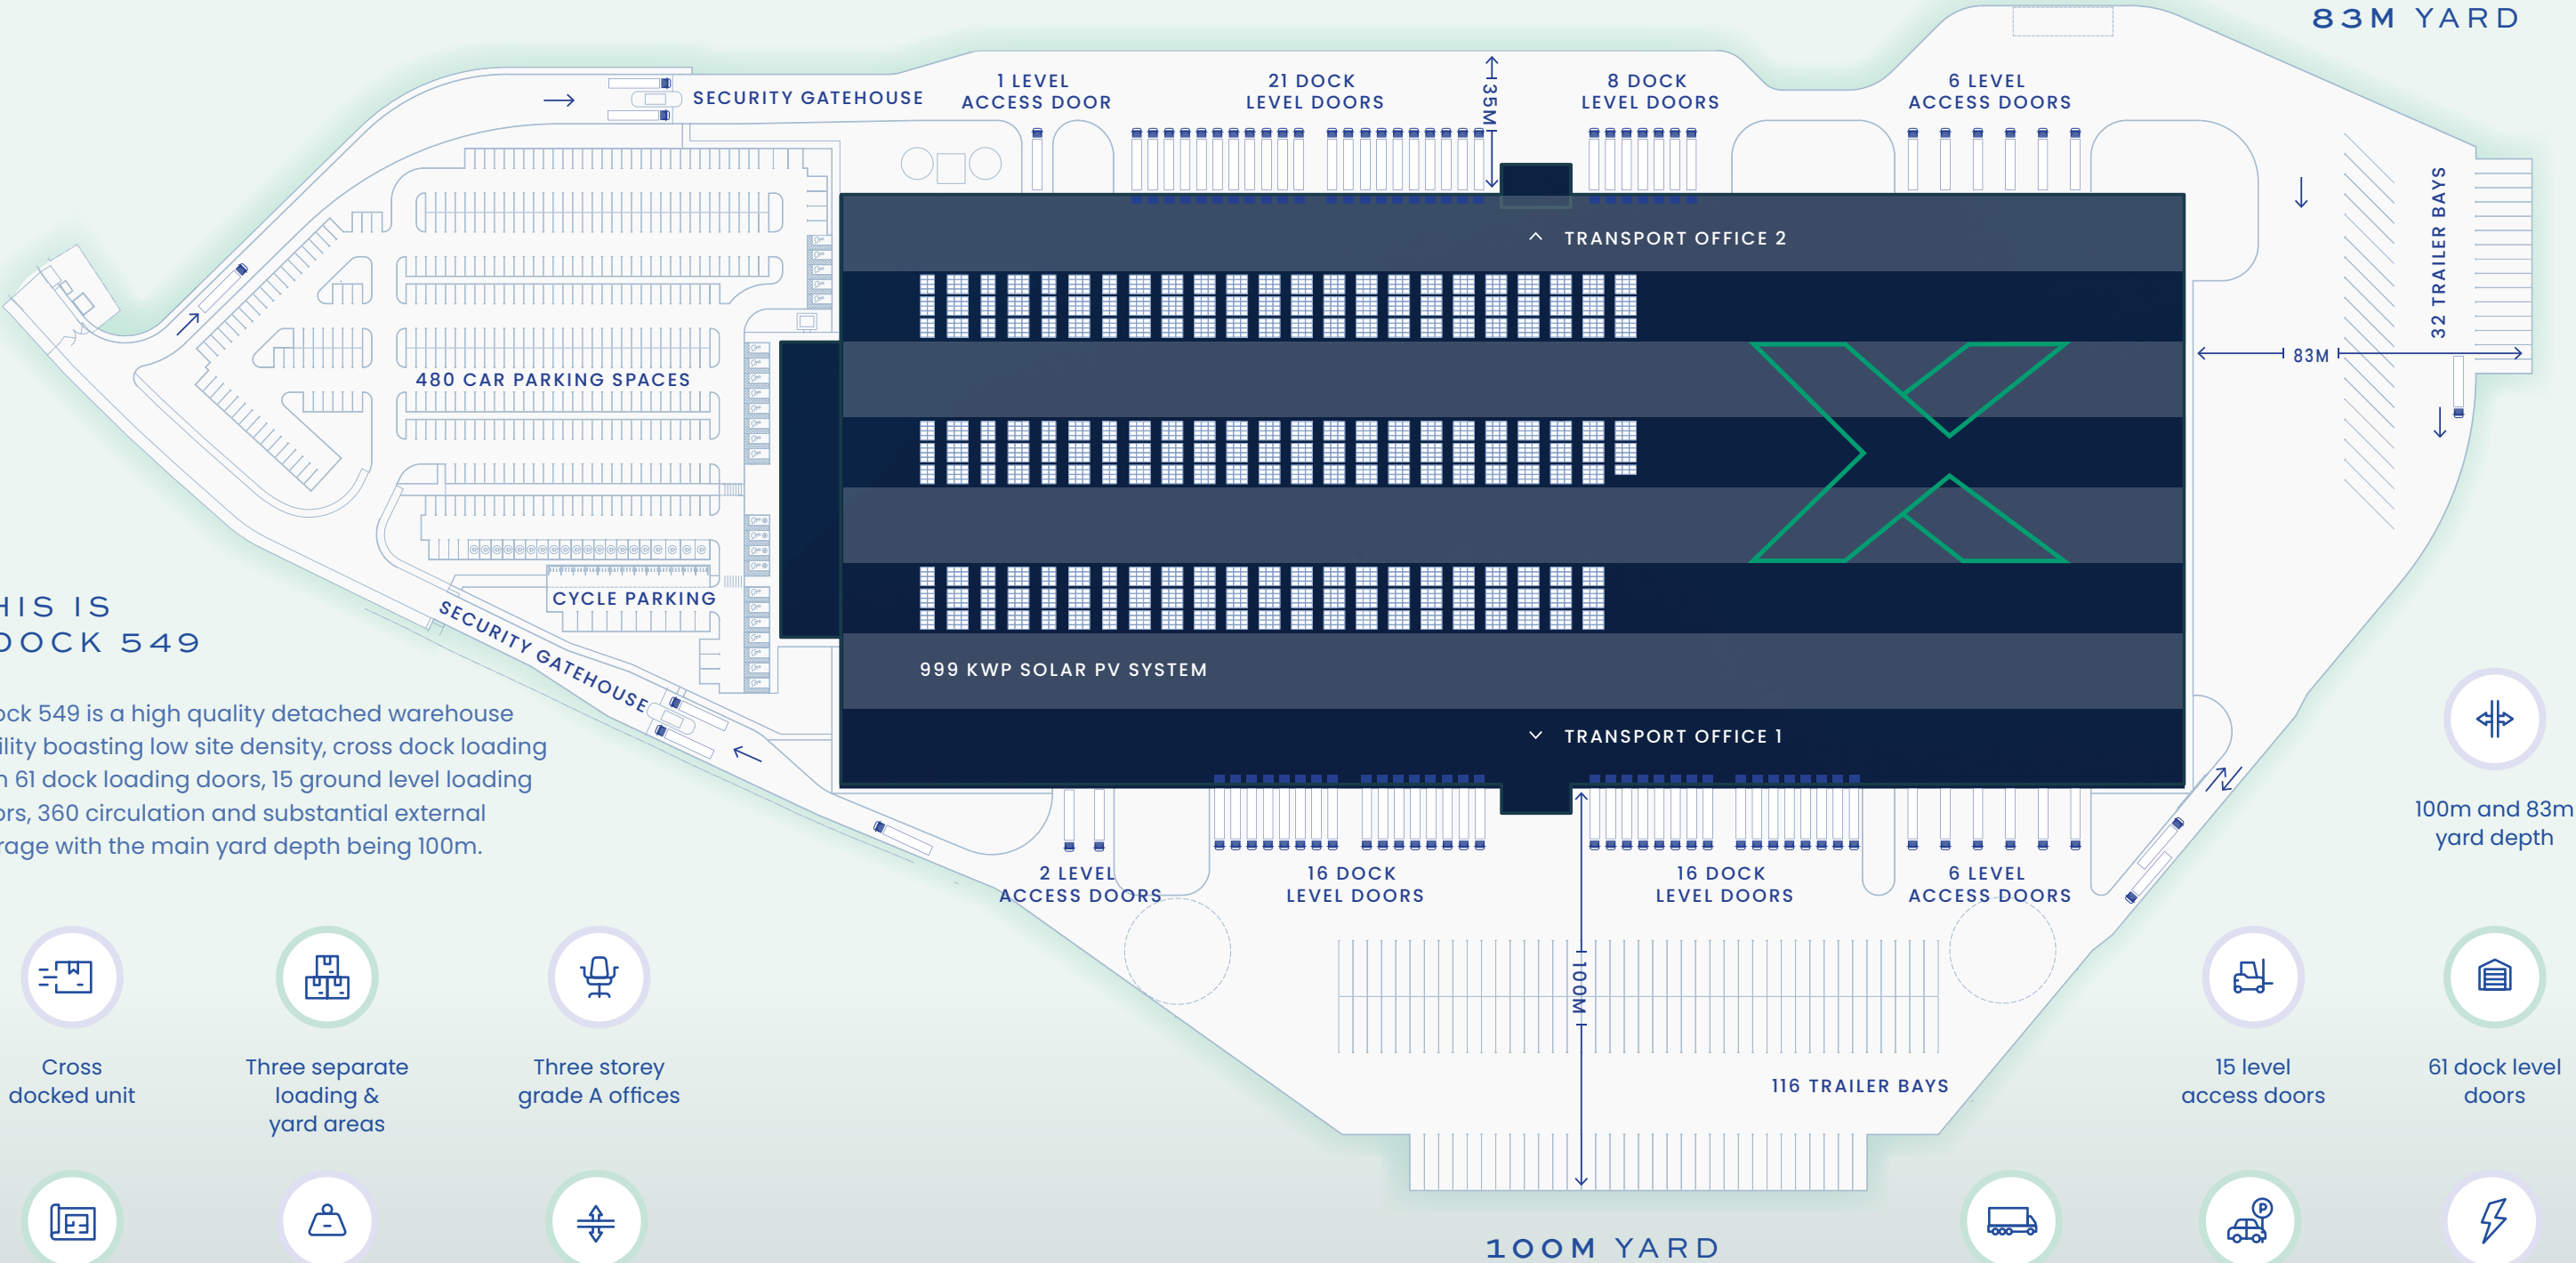 83M YARD
SECURITY GATEHOUSE
1 LEVEL
ACCESS DOOR
21 DOCK
LEVEL DOORS
35M
8 DOCK
LEVEL DOORS
6 LEVEL
ACCESS DOORS
32 TRAILER BAYS
TRANSPORT OFFICE 2
83M
480 CAR PARKING SPACES
CYCLE PARKING
SECURITY GATEHOUSE
999 KWP SOLAR PV SYSTEM
TRANSPORT OFFICE 1
HIS IS
DOCK 549
ock 549 is a high quality detached warehouse
ility boasting low site density, cross dock loading
h 61 dock loading doors, 15 ground level loading
ors, 360 circulation and substantial external
rage with the main yard depth being 100m.
2 LEVEL
ACCESS DOORS
16 DOCK
LEVEL DOORS
16 DOCK
LEVEL DOORS
6 LEVEL
ACCESS DOORS
100M
116 TRAILER BAYS
100M YARD
100m and 83m
yard depth
Cross
docked unit
Three separate
loading &
yard areas
Three storey
grade A offices
15 level
access doors
61 dock level
doors
P